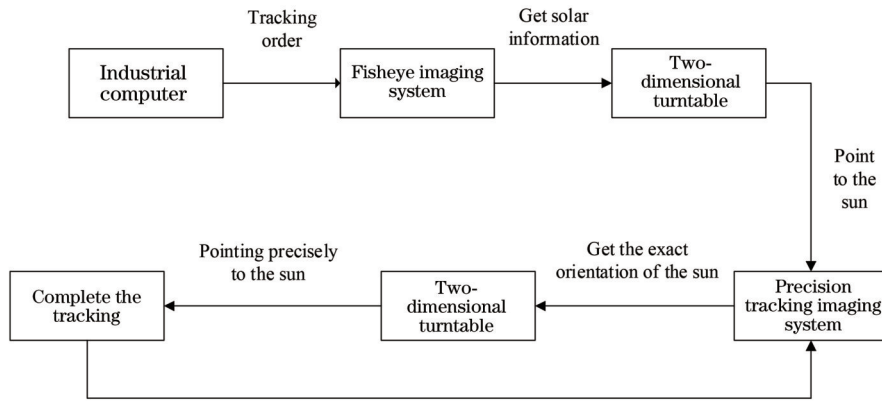 Tracking
order
Get solar
information
Industrial
computer
Fisheye imaging
system
Two-
dimensional
turntable
Point
to the
sun
Pointing precisely
to the sun
Get the exact
orientation of the sun
Complete the
tracking
Two-
dimensional
turntable
Precision
tracking imaging
system